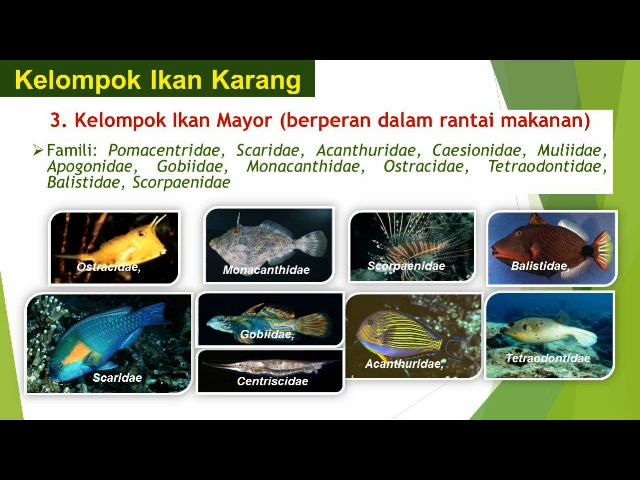 Kelompok Ikan Karang
3. Kelompok Ikan Mayor (berperan dalam rantai makanan)
Famili: Pomacentridae, Scaridae, Acanthuridae, Caesionidae, Muliidae,
Apogonidae, Gobiidae, Monacanthidae, Ostracidae, Tetraodontidae,
Balistidae, Scorpaenidae
Ostracidae,
Monacanthidae
Scorpaenidae
Balistidae,
Scaridae
Gobiidae,
Centriscidae
Acanthuridae,
Tetraodontidae